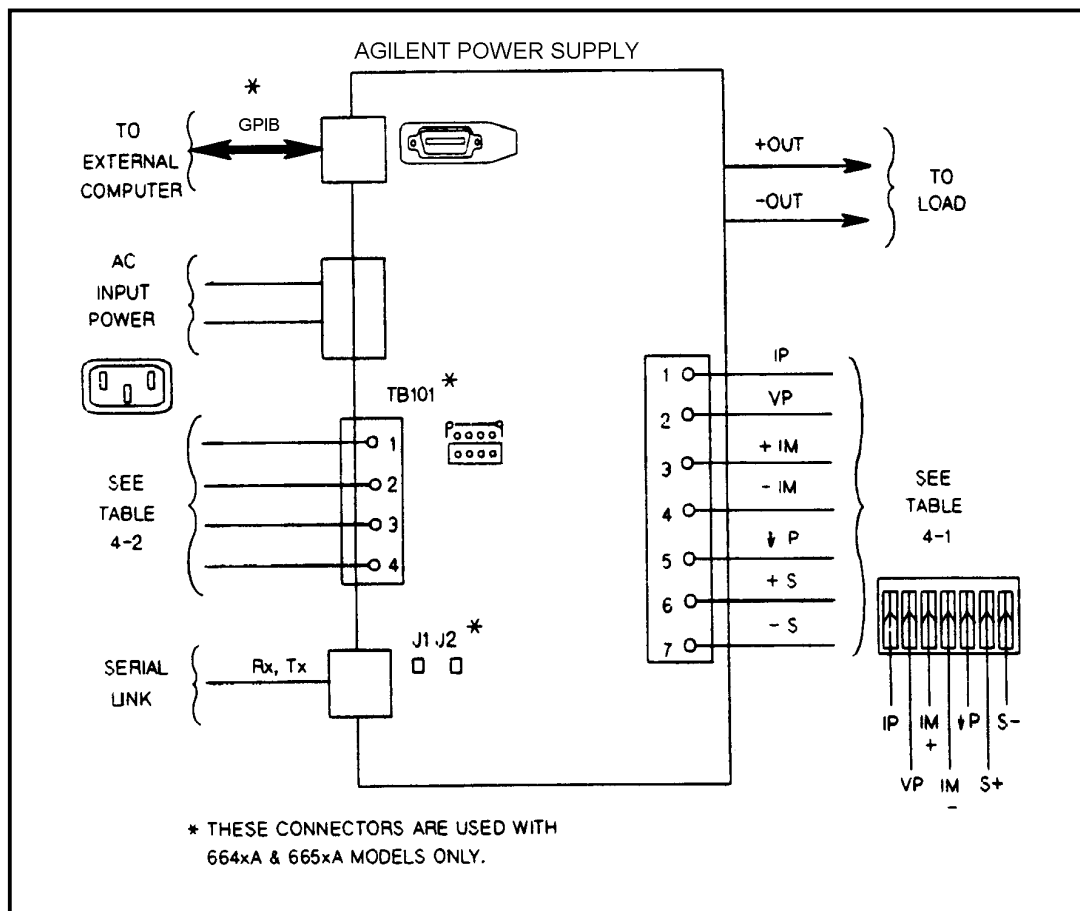 AGILENT POWER SUPPLY
*
GPIB
TO
EXTERNAL
COMPUTER
+OUT
-OUT
TO
LOAD
AC
INPUT
POWER
TB101 *
1
2
3
4
SEE
TABLE
4-2
1
2
3
4
5
6
7
IP
VP
+ IM
- IM
↓ P
+ S
- S
SEE
TABLE
4-1
J1 J2 *
SERIAL
LINK
Rx, Tx
IP IM ↓P S-
+
VP IM S+
-
* THESE CONNECTORS ARE USED WITH
664xA & 665xA MODELS ONLY.